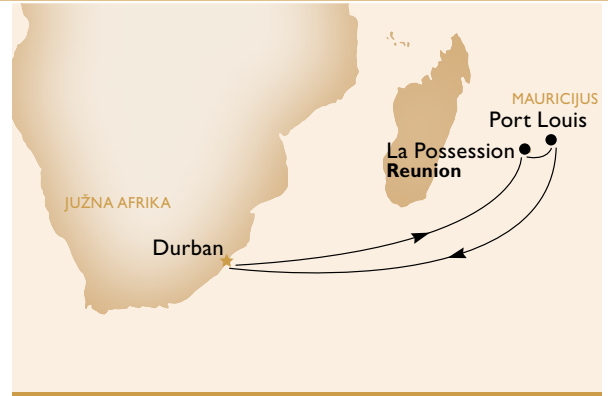 MAURICIJUS
Port Louis
La Possession
Reunion
JUŽNA AFRIKA
Durban